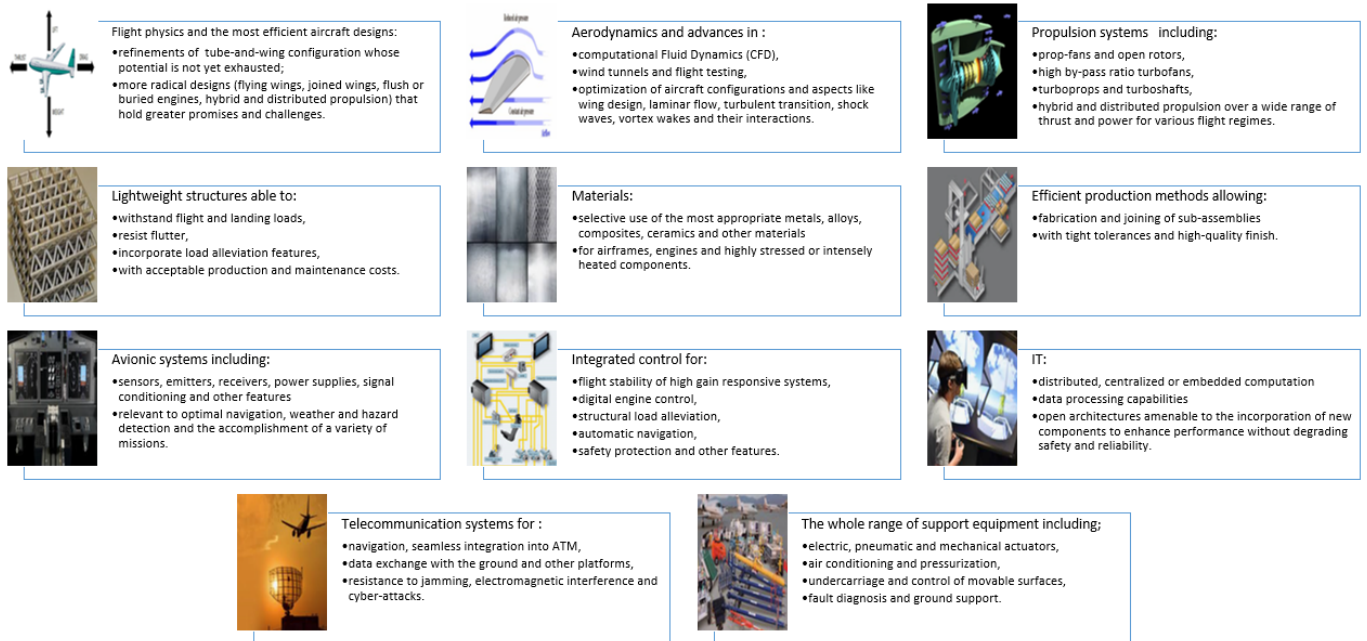 LIFT
THRUST
DRAG
WEIGHT
Flight physics and the most efficient aircraft designs:
•refinements of tube-and-wing configuration whose
potential is not yet exhausted;
•more radical designs (flying wings, joined wings, flush or
buried engines, hybrid and distributed propulsion) that
hold greater promises and challenges.
Reduced air pressure
Constant air pressure
Airflow
Aerodynamics and advances in :
•computational Fluid Dynamics (CFD),
•wind tunnels and flight testing,
•optimization of aircraft configurations and aspects like
wing design, laminar flow, turbulent transition, shock
waves, vortex wakes and their interactions.
Propulsion systems including:
•prop-fans and open rotors,
•high by-pass ratio turbofans,
•turboprops and turboshafts,
•hybrid and distributed propulsion over a wide range of
thrust and power for various flight regimes.
Lightweight structures able to:
•withstand flight and landing loads,
•resist flutter,
•incorporate load alleviation features,
•with acceptable production and maintenance costs.
Materials:
•selective use of the most appropriate metals, alloys,
composites, ceramics and other materials
•for airframes, engines and highly stressed or intensely
heated components.
Efficient production methods allowing:
•fabrication and joining of sub-assemblies
•with tight tolerances and high-quality finish.
Avionic systems including:
•sensors, emitters, receivers, power supplies, signal
conditioning and other features
•relevant to optimal navigation, weather and hazard
detection and the accomplishment of a variety of
missions.
Integrated control for:
•flight stability of high gain responsive systems,
•digital engine control,
•structural load alleviation,
•automatic navigation,
•safety protection and other features.
IT:
•distributed, centralized or embedded computation
•data processing capabilities
•open architectures amenable to the incorporation of new
components to enhance performance without degrading
safety and reliability.
Telecommunication systems for :
•navigation, seamless integration into ATM,
•data exchange with the ground and other platforms,
•resistance to jamming, electromagnetic interference and
cyber-attacks.
The whole range of support equipment including;
•electric, pneumatic and mechanical actuators,
•air conditioning and pressurization,
•undercarriage and control of movable surfaces,
•fault diagnosis and ground support.